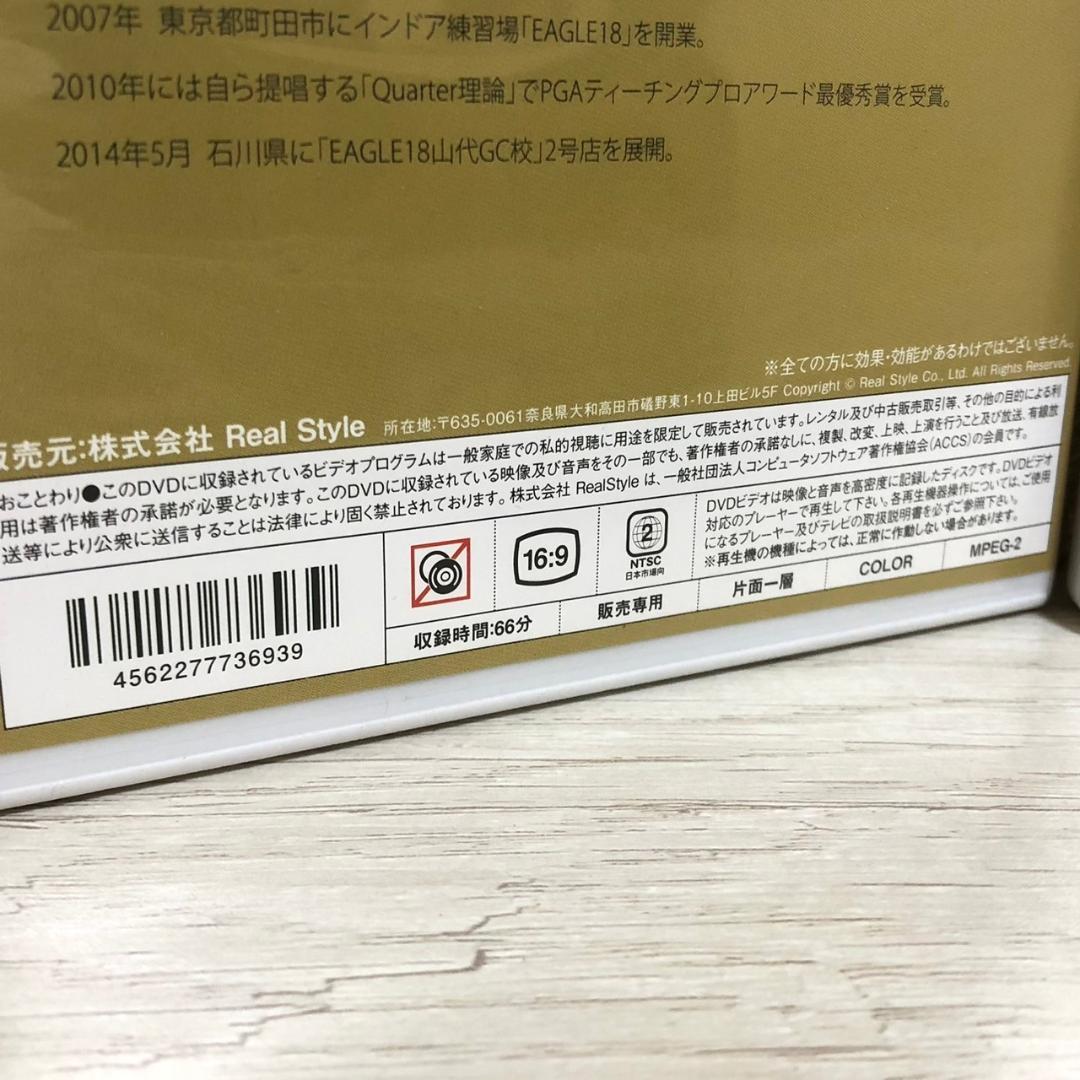 2007年 東京都町田市にインドア練習場「EAGLE18」を開業。
2010年には自ら提唱する「Quarter理論」でPGAティーチングプロアワード最優秀賞を受賞。
2014年5月 石川県に「EAGLE18山代GC校」2号店を展開。
※全ての方に効果・効能があるわけではございません。
販売元:株式会社 Real Style 所在地:〒635-0061奈良県大和高田市礒野東1-10上田ビル5F Copyright © Real Style Co., Ltd. All Rights Reserved.
おことわり●このDVDに収録されているビデオプログラムは一般家庭での私的視聴に用途を限定して販売されています。レンタル及び中古販売取引等、その他の目的による利
用は著作権者の承諾が必要となります。このDVDに収録されている映像及び音声をその一部でも、著作権者の承諾なしに、複製、改変、上映、上演を行うこと及び放送、有線放
送等により公衆に送信することは法律により固く禁止されております。株式会社 RealStyle は、一般社団法人コンピュータソフトウェア著作権協会(ACCS)の会員です。
4562277736939
16:9
2
NTSC
日本市場向
DVDビデオは映像と音声を高密度に記録したディスクです。DVDビデオ
対応のプレーヤーで再生して下さい。各再生機器操作については、ご使用
になるプレーヤー及びテレビの取扱説明書を必ずご参照下さい。
※再生機の機種によっては、正常に作動しない場合があります。
収録時間:66分
販売専用
片面一層
COLOR
MPEG-2